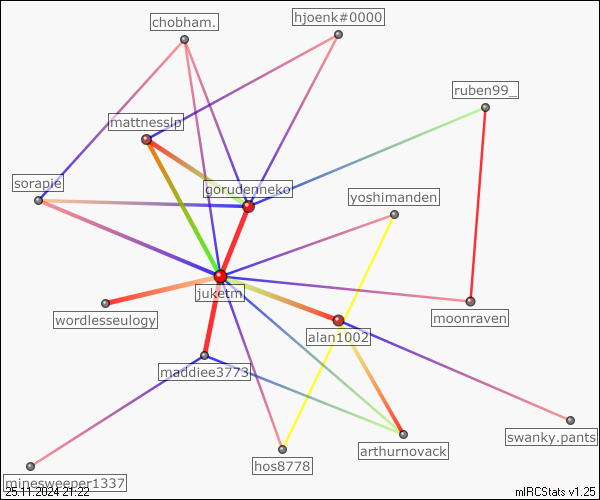 hjoenk#0000
chobham.
ruben99_
mattnesslp
sorapie
gorudenneko
yoshimanden
juketm
wordlesseulogy
moonraven
alan1002
maddiee3773
swanky.pants
arthurnovack
hos8778
minesweeper1337
25.11.2024 21:22
mIRCStats v1.25